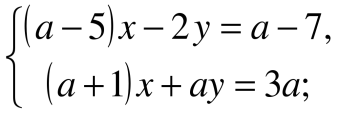 (a − 5)x − 2y = a − 7,
(a + 1)x + ay = 3a;